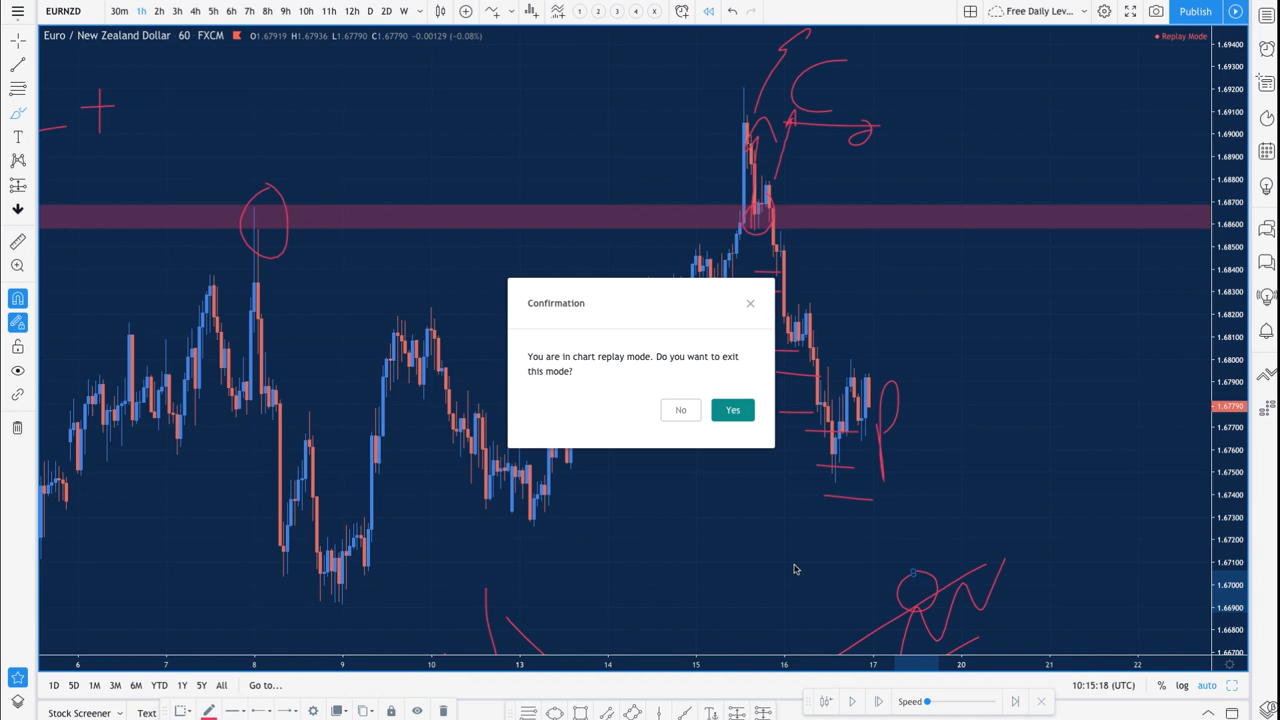 EURNZD 30m 1h 2h 3h 4h 5h 6h 7h 8h 10h 11h 12h D 2D W 1 2 3 4 Free Daily Lev... Publish
Euro / New Zealand Dollar 60 FXCM O1.67919 H1.67936 L1.67790 C1.67790 −0.00129 (−0.08%)
Replay Mode
1.69400
1.69300
1.69200
1.69100
1.69000
1.68900
1.68800
1.68700
1.68600
1.68500
1.68400
1.68300
1.68200
1.68100
1.68000
1.67900
1.67790
1.67700
1.67600
1.67500
1.67400
1.67300
1.67200
1.67100
1.67000
1.66900
1.66800
1.66700
Confirmation
You are in chart replay mode. Do you want to exit
this mode?
No Yes
6 7 8 9 10 13 14 15 16 17 20 21 22
1D 5D 1M 3M 6M YTD 1Y 5Y All Go to... 10:15:18 (UTC) % log auto
Stock Screener Text Speed